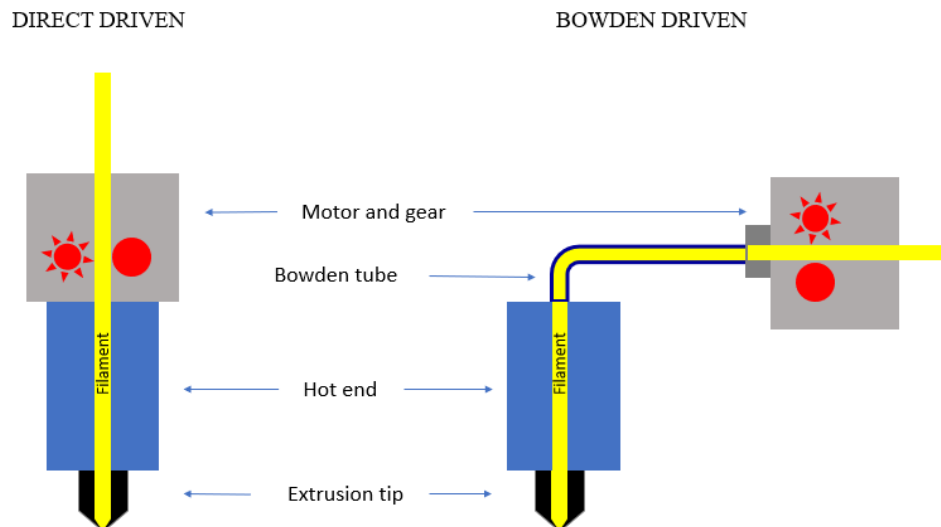 DIRECT DRIVEN
BOWDEN DRIVEN
Motor and gear
Bowden tube
Filament
Filament
Hot end
Extrusion tip